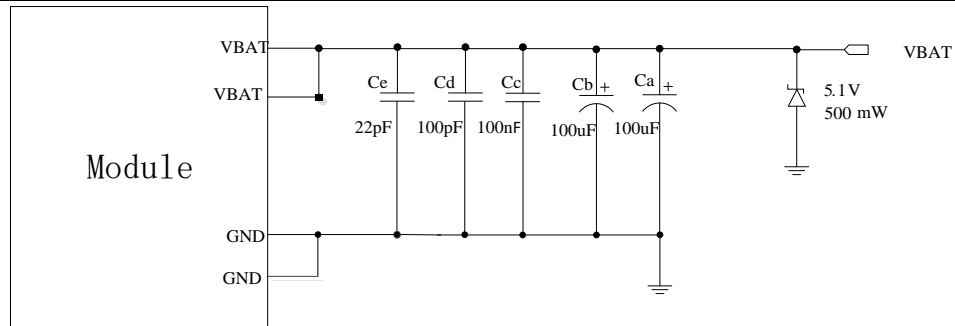 VBAT
VBAT
Module
GND
GND
Ce
22pF
Cd
100pF
Cc
100nF
Cb +
100uF
Ca +
100uF
5.1V
500 mW
VBAT